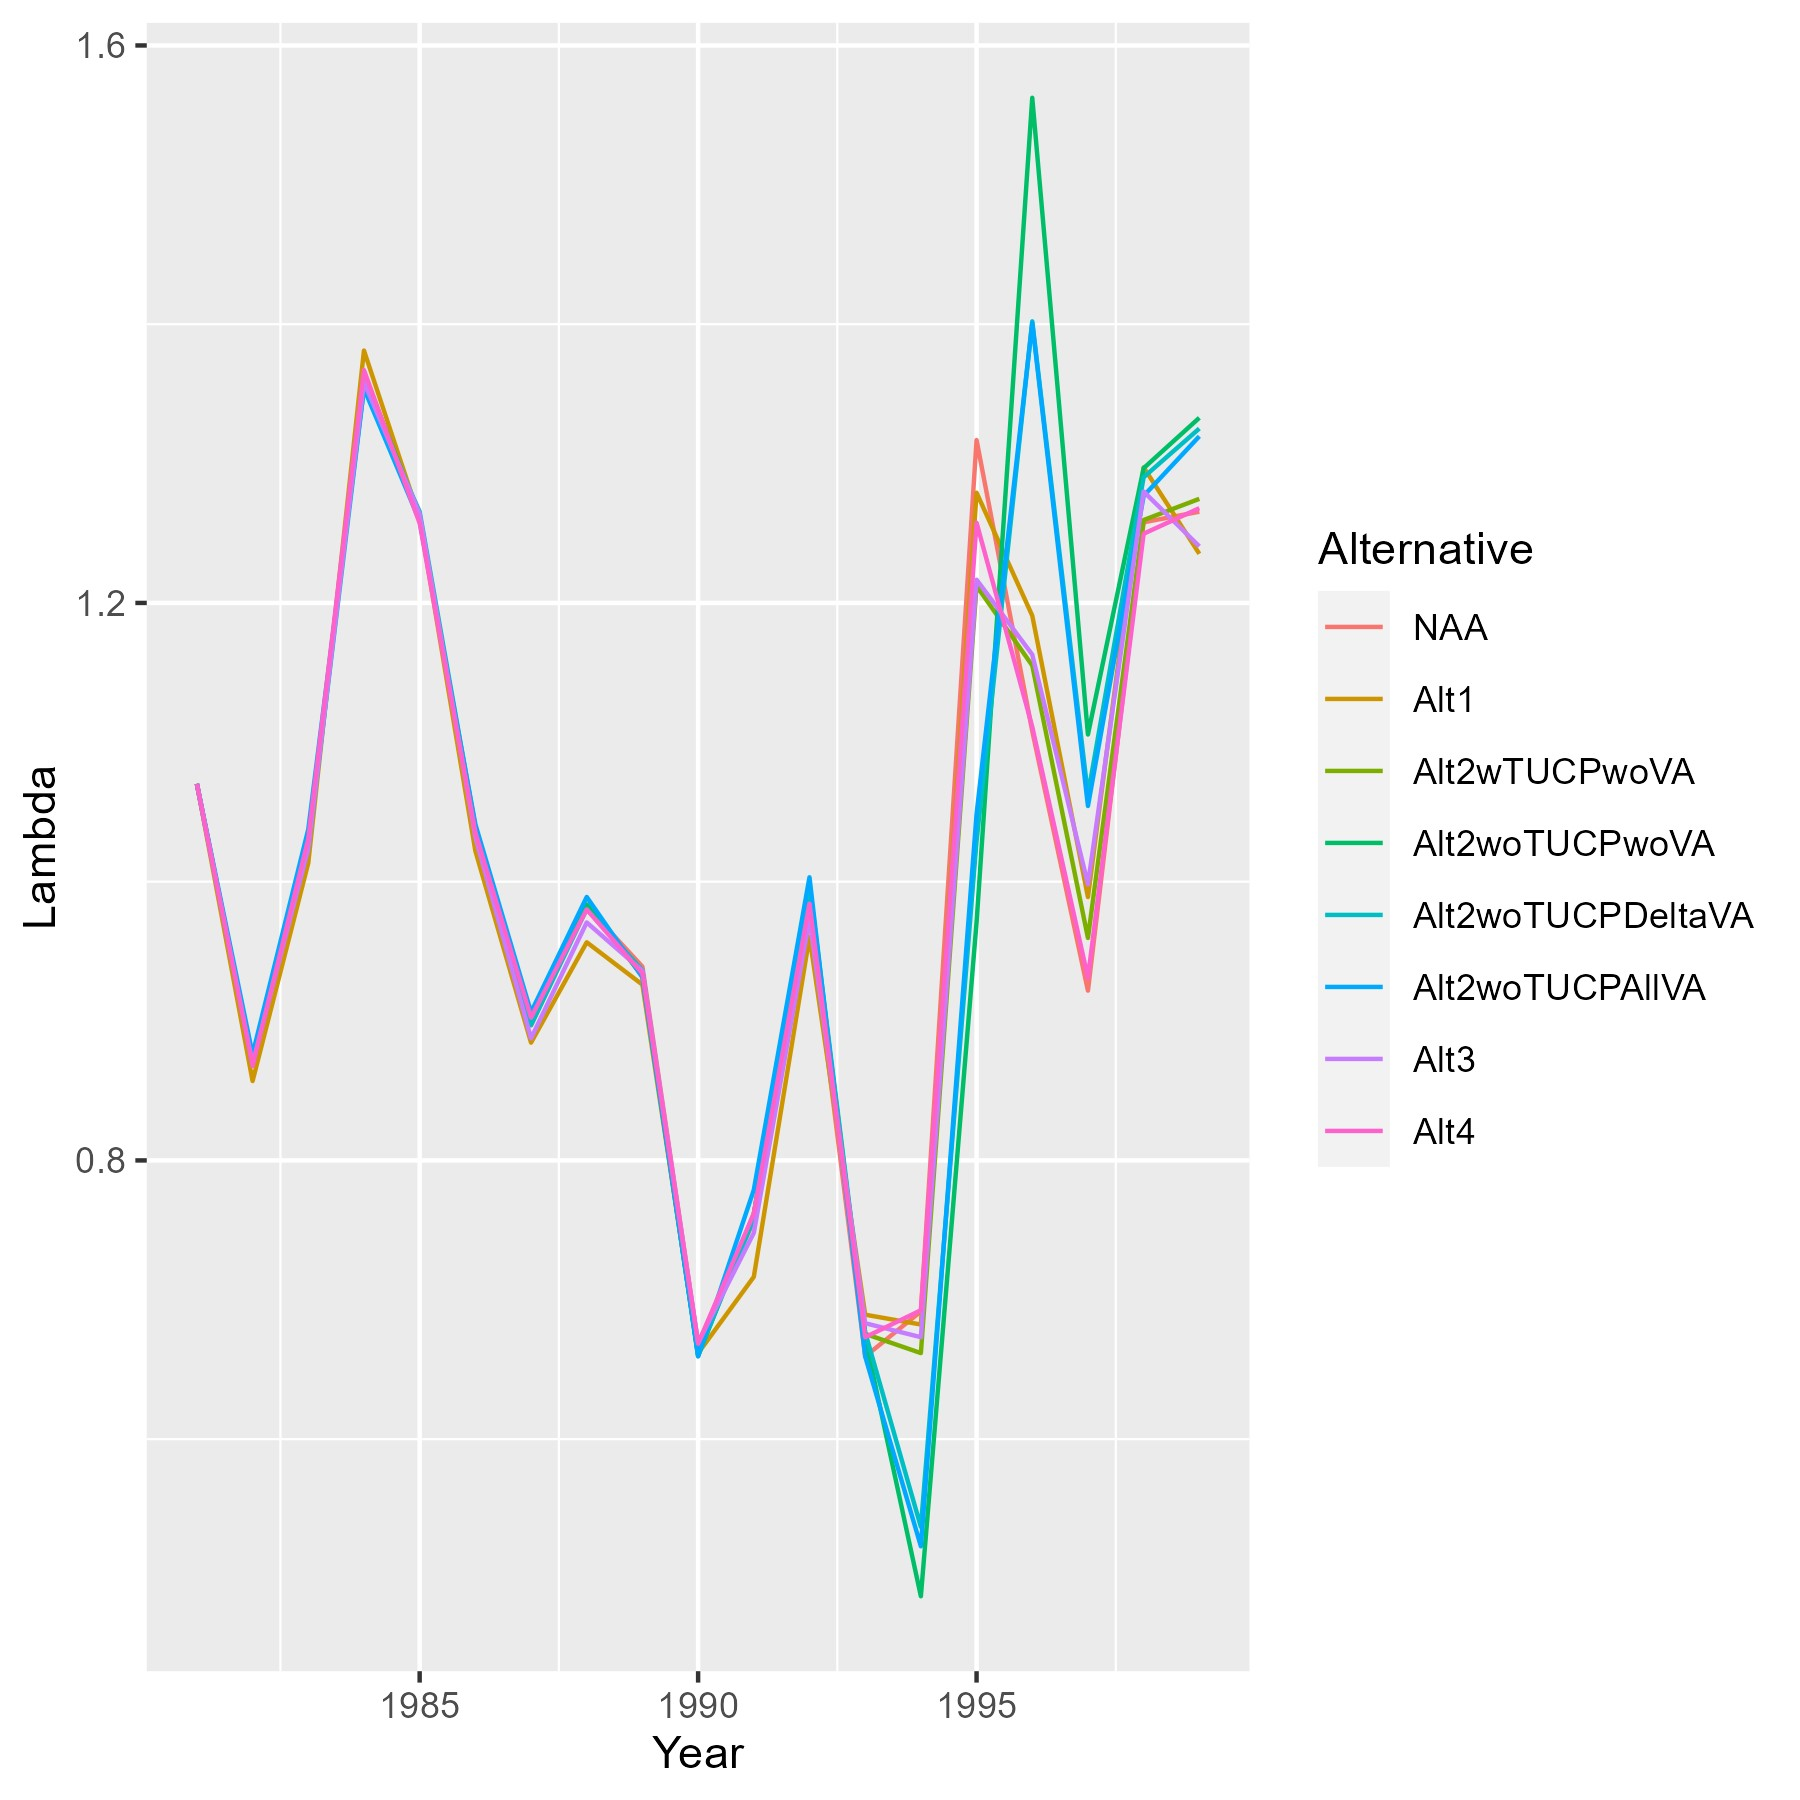 1.6
1.2
0.8
Lambda
1985
1990
1995
Year
Alternative
NAA
Alt1
Alt2wTUCPwoVA
Alt2woTUCPwoVA
Alt2woTUCPDeltaVA
Alt2woTUCPAllVA
Alt3
Alt4